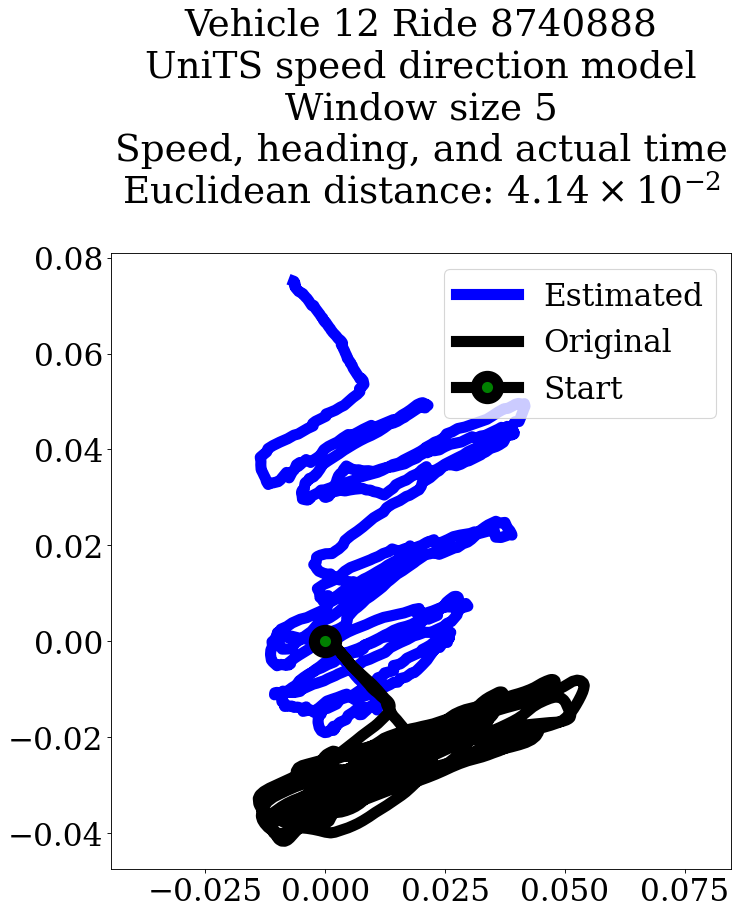 Vehicle 12 Ride 8740888
UniTS speed direction model
Window size 5
Speed, heading, and actual time
Euclidean distance: 4.14 × 10⁻²
0.08
Estimated
Original
Start
0.06
0.04
0.02
0.00
−0.02
−0.04
−0.025 0.000 0.025 0.050 0.075